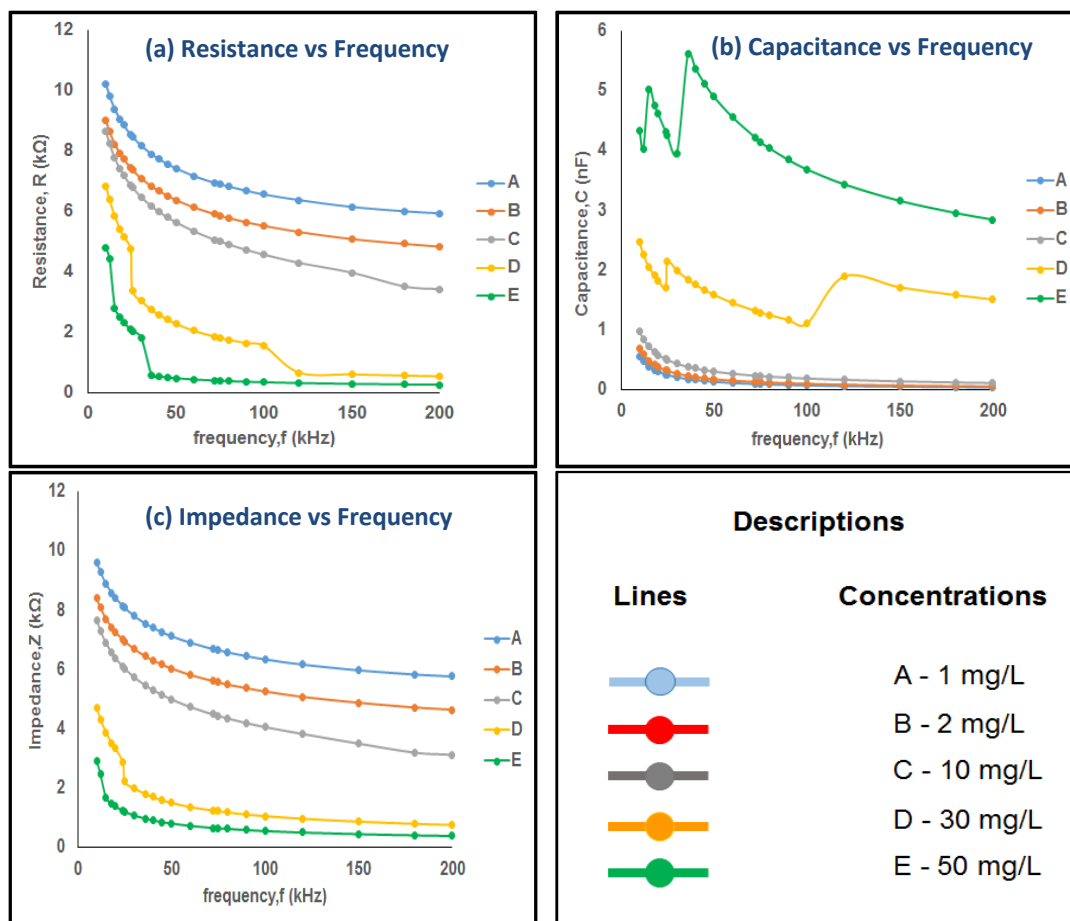 (a) Resistance vs Frequency
12
10
8
6
4
2
0
Resistance, R (kΩ)
0 50 100 150 200
frequency,f (kHz)
A
B
C
D
E
(b) Capacitance vs Frequency
6
5
4
3
2
1
0
Capacitance,C (nF)
0 50 100 150 200
frequency,f (kHz)
A
B
C
D
E
(c) Impedance vs Frequency
12
10
8
6
4
2
0
Impedance,Z (kΩ)
0 50 100 150 200
frequency,f (kHz)
A
B
C
D
E
Descriptions
Lines Concentrations
A - 1 mg/L
B - 2 mg/L
C - 10 mg/L
D - 30 mg/L
E - 50 mg/L